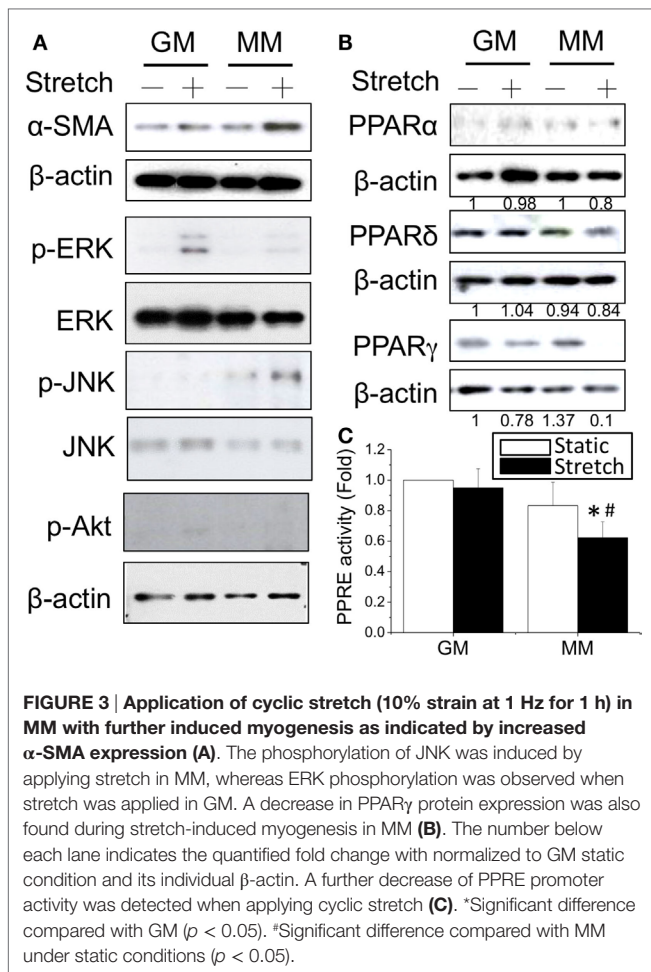 A
GM MM
Stretch − + − +
α-SMA
β-actin
p-ERK
ERK
p-JNK
JNK
p-Akt
β-actin
B
GM MM
Stretch − + − +
PPARα
β-actin
1 0.98 1 0.8
PPARδ
β-actin
1 1.04 0.94 0.84
PPARγ
β-actin
1 0.78 1.37 0.1
C
Static
Stretch
PPRE activity (Fold)
1.2
1.0
0.8
0.6
0.4
0.2
0.0
* #
GM MM
FIGURE 3 | Application of cyclic stretch (10% strain at 1 Hz for 1 h) in
MM with further induced myogenesis as indicated by increased
α-SMA expression (A). The phosphorylation of JNK was induced by
applying stretch in MM, whereas ERK phosphorylation was observed when
stretch was applied in GM. A decrease in PPARγ protein expression was also
found during stretch-induced myogenesis in MM (B). The number below
each lane indicates the quantified fold change with normalized to GM static
condition and its individual β-actin. A further decrease of PPRE promoter
activity was detected when applying cyclic stretch (C). *Significant difference
compared with GM (p < 0.05). #Significant difference compared with MM
under static conditions (p < 0.05).